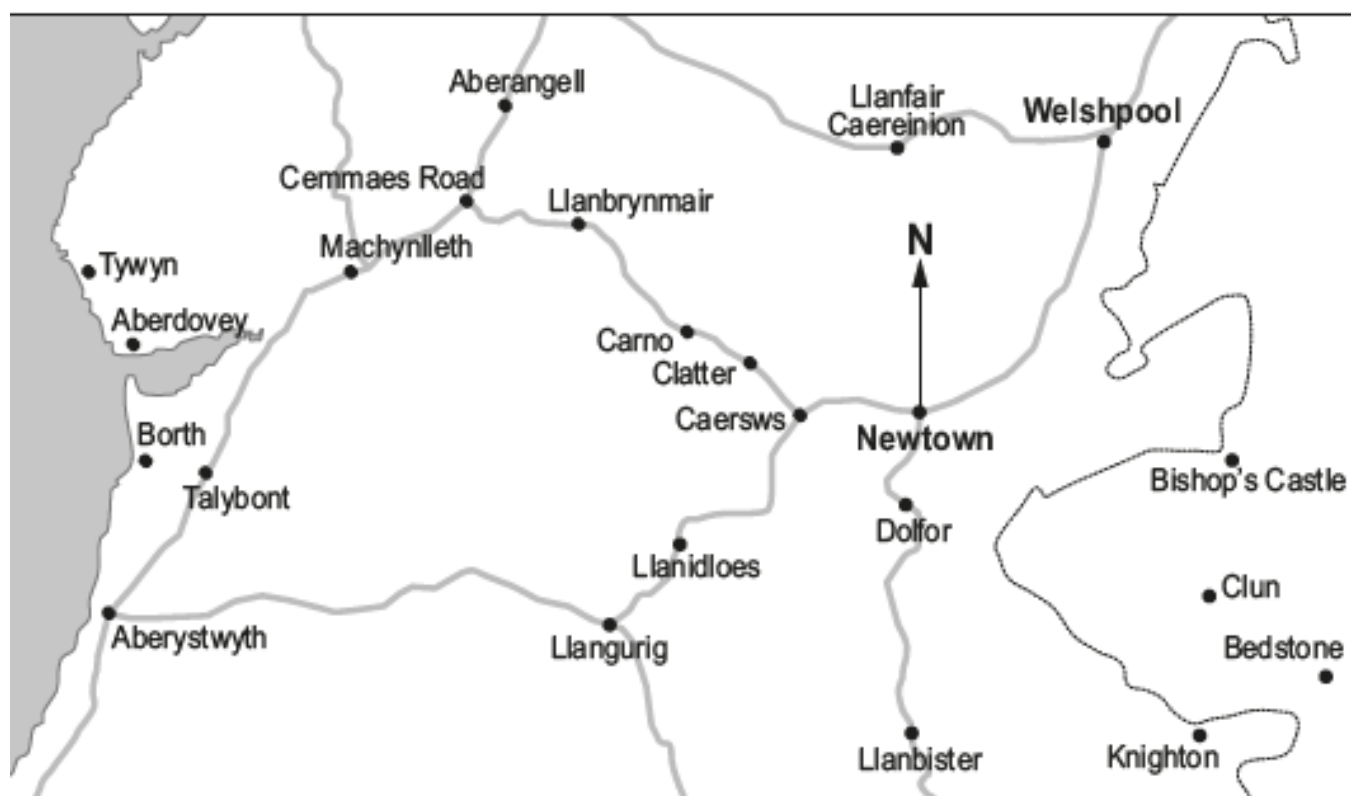 Aberangell
Llanfair
Caereinion
Welshpool
Cemmaes Road
Llanbrynmair
N
Machynlleth
Tywyn
Aberdovey
Carno
Clatter
Caersws
Newtown
Borth
Talybont
Bishop's Castle
Dolfor
Llanidloes
Clun
Aberystwyth
Llangurig
Bedstone
Llanbister
Knighton